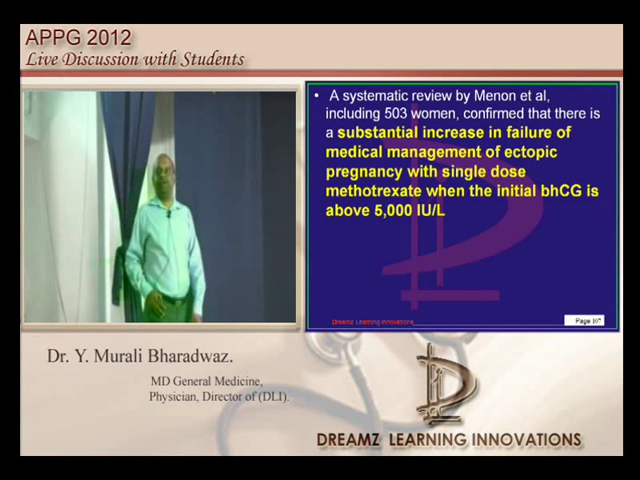 APPG 2012
Live Discussion with Students
• A systematic review by Menon et al,
including 503 women, confirmed that there is
a substantial increase in failure of
medical management of ectopic
pregnancy with single dose
methotrexate when the initial bhCG is
above 5,000 IU/L
Dreamz Learning Innovations
Page 107
Dr. Y. Murali Bharadwaz.
MD General Medicine,
Physician, Director of (DLI).
DREAMZ LEARNING INNOVATIONS